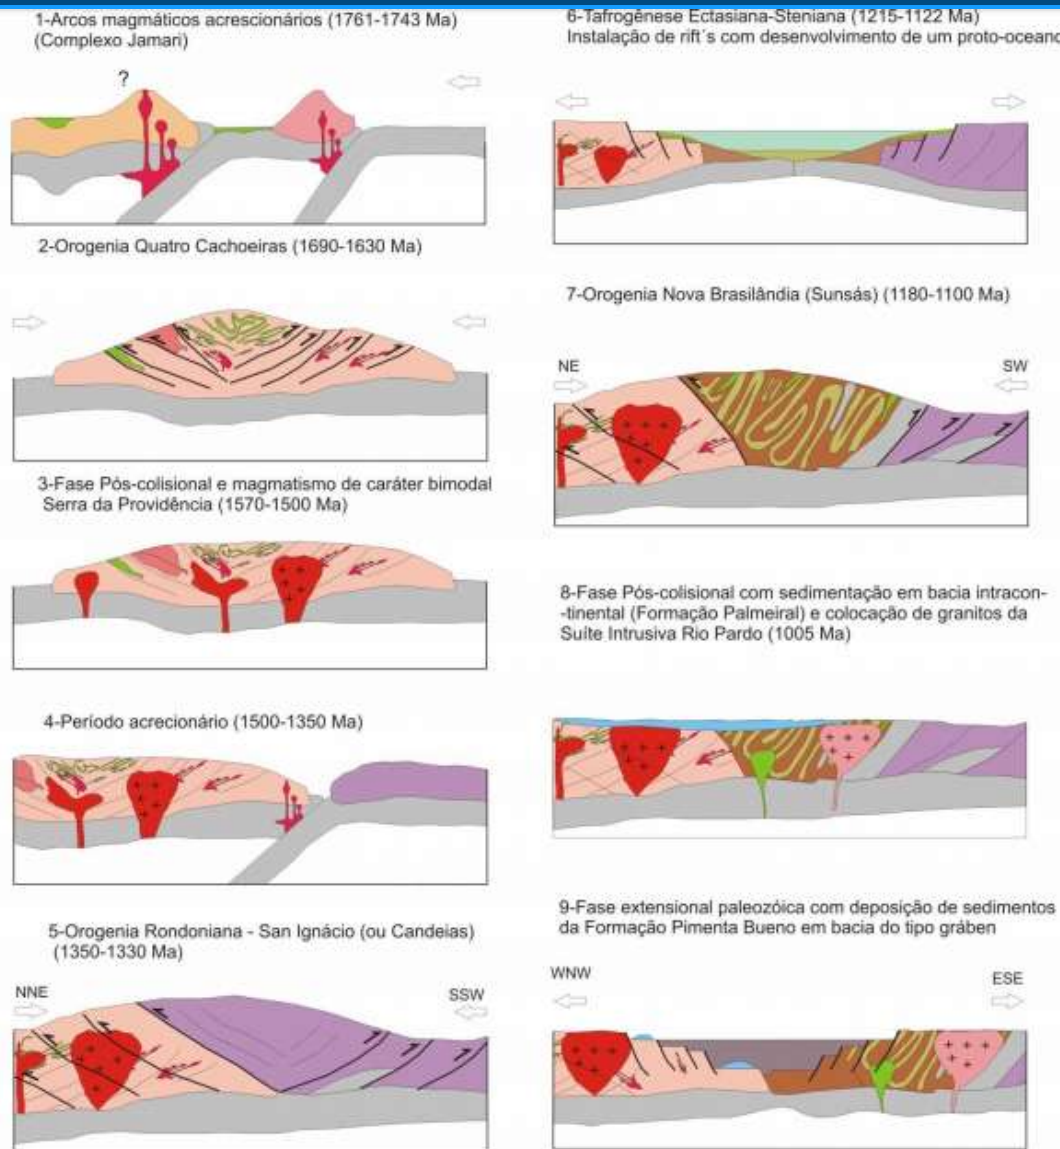 1-Arcos magmáticos acrescionários (1761-1743 Ma)
(Complexo Jamari)
?
2-Orogenia Quatro Cachoeiras (1690-1630 Ma)
3-Fase Pós-colisional e magmatismo de caráter bimodal
Serra da Providência (1570-1500 Ma)
4-Período acrecionário (1500-1350 Ma)
5-Orogenia Rondoniana - San Ignácio (ou Candeias)
(1350-1330 Ma)
NNE
SSW
6-Tafrogênese Ectasiana-Steniana (1215-1122 Ma)
Instalação de rift´s com desenvolvimento de um proto-oceano
7-Orogenia Nova Brasilândia (Sunsás) (1180-1100 Ma)
NE
SW
8-Fase Pós-colisional com sedimentação em bacia intracon-
-tinental (Formação Palmeiral) e colocação de granitos da
Suíte Intrusiva Rio Pardo (1005 Ma)
9-Fase extensional paleozóica com deposição de sedimentos
da Formação Pimenta Bueno em bacia do tipo gráben
WNW
ESE